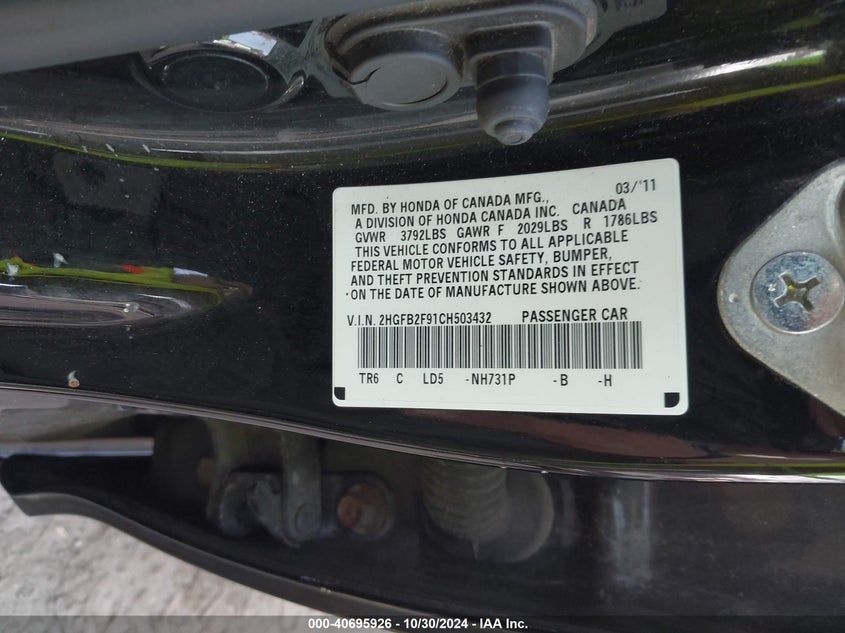 MFD. BY HONDA OF CANADA MFG., 03/'11
A DIVISION OF HONDA CANADA INC. CANADA
GVWR 3792LBS GAWR F 2029LBS R 1786LBS
THIS VEHICLE CONFORMS TO ALL APPLICABLE
FEDERAL MOTOR VEHICLE SAFETY, BUMPER,
AND THEFT PREVENTION STANDARDS IN EFFECT
ON THE DATE OF MANUFACTURE SHOWN ABOVE.
V.I.N. 2HGFB2F91CH503432 PASSENGER CAR
TR6 C LD5 -NH731P -B -H
000-40695926 - 10/30/2024 - IAA Inc.